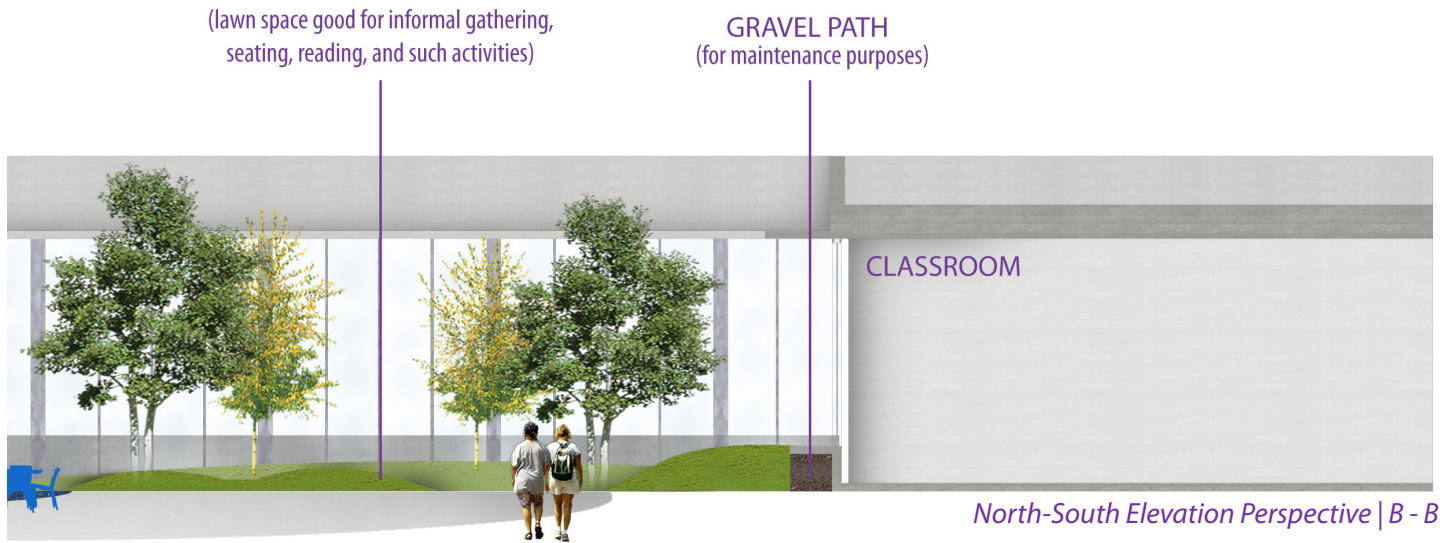 (lawn space good for informal gathering,
seating, reading, and such activities)
GRAVEL PATH
(for maintenance purposes)
CLASSROOM
North-South Elevation Perspective | B - B